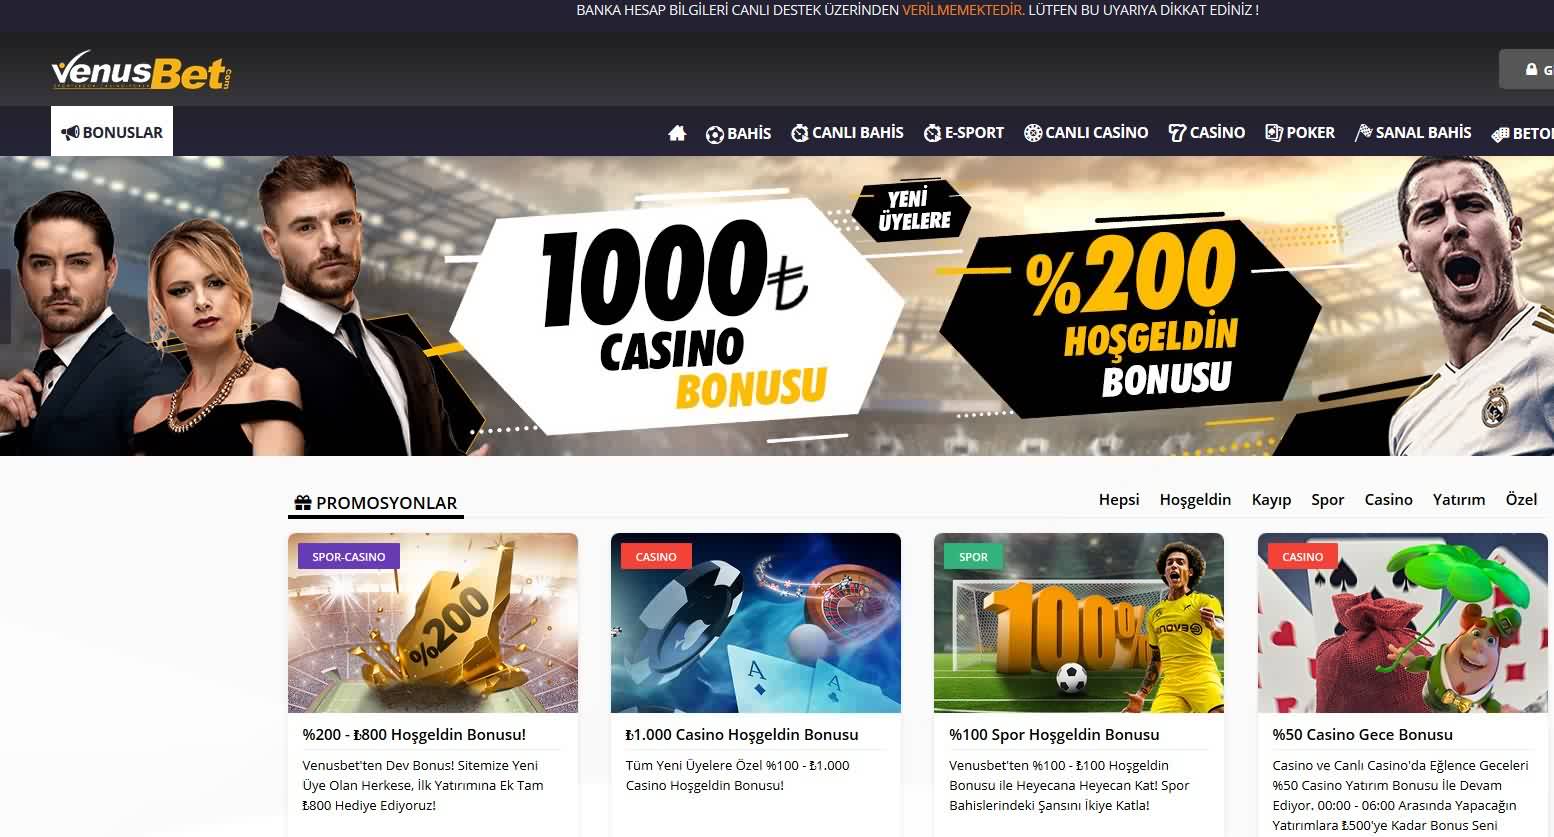 BANKA HESAP BİLGİLERİ CANLI DESTEK ÜZERİNDEN VERİLMEMEKTEDİR. LÜTFEN BU UYARIYA DİKKAT EDİNİZ !
VenusBet.com
G
BONUSLAR
BAHİS
CANLI BAHİS
E-SPORT
CANLI CASİNO
CASİNO
POKER
SANAL BAHİS
BETO
YENİ
ÜYELERE
1000₺
CASINO
BONUSU
%200
HOŞGELDİN
BONUSU
PROMOSYONLAR
Hepsi
Hoşgeldin
Kayıp
Spor
Casino
Yatırım
Özel
SPOR-CASINO
%200
CASINO
A
A
SPOR
100%
CASINO
%200 - ₺800 Hoşgeldin Bonusu!
Venusbet'ten Dev Bonus! Sitemize Yeni
Üye Olan Herkese, İlk Yatırımına Ek Tam
₺800 Hediye Ediyoruz!
₺1.000 Casino Hoşgeldin Bonusu
Tüm Yeni Üyelere Özel %100 - ₺1.000
Casino Hoşgeldin Bonusu!
%100 Spor Hoşgeldin Bonusu
Venusbet'ten %100 - ₺100 Hoşgeldin
Bonusu ile Heyecana Heyecan Kat! Spor
Bahislerindeki Şansını İkiye Katla!
%50 Casino Gece Bonusu
Casino ve Canlı Casino'da Eğlence Geceleri
%50 Casino Yatırım Bonusu İle Devam
Ediyor. 00:00 - 06:00 Arasında Yapacağın
Yatırımlara ₺500'ye Kadar Bonus Seni